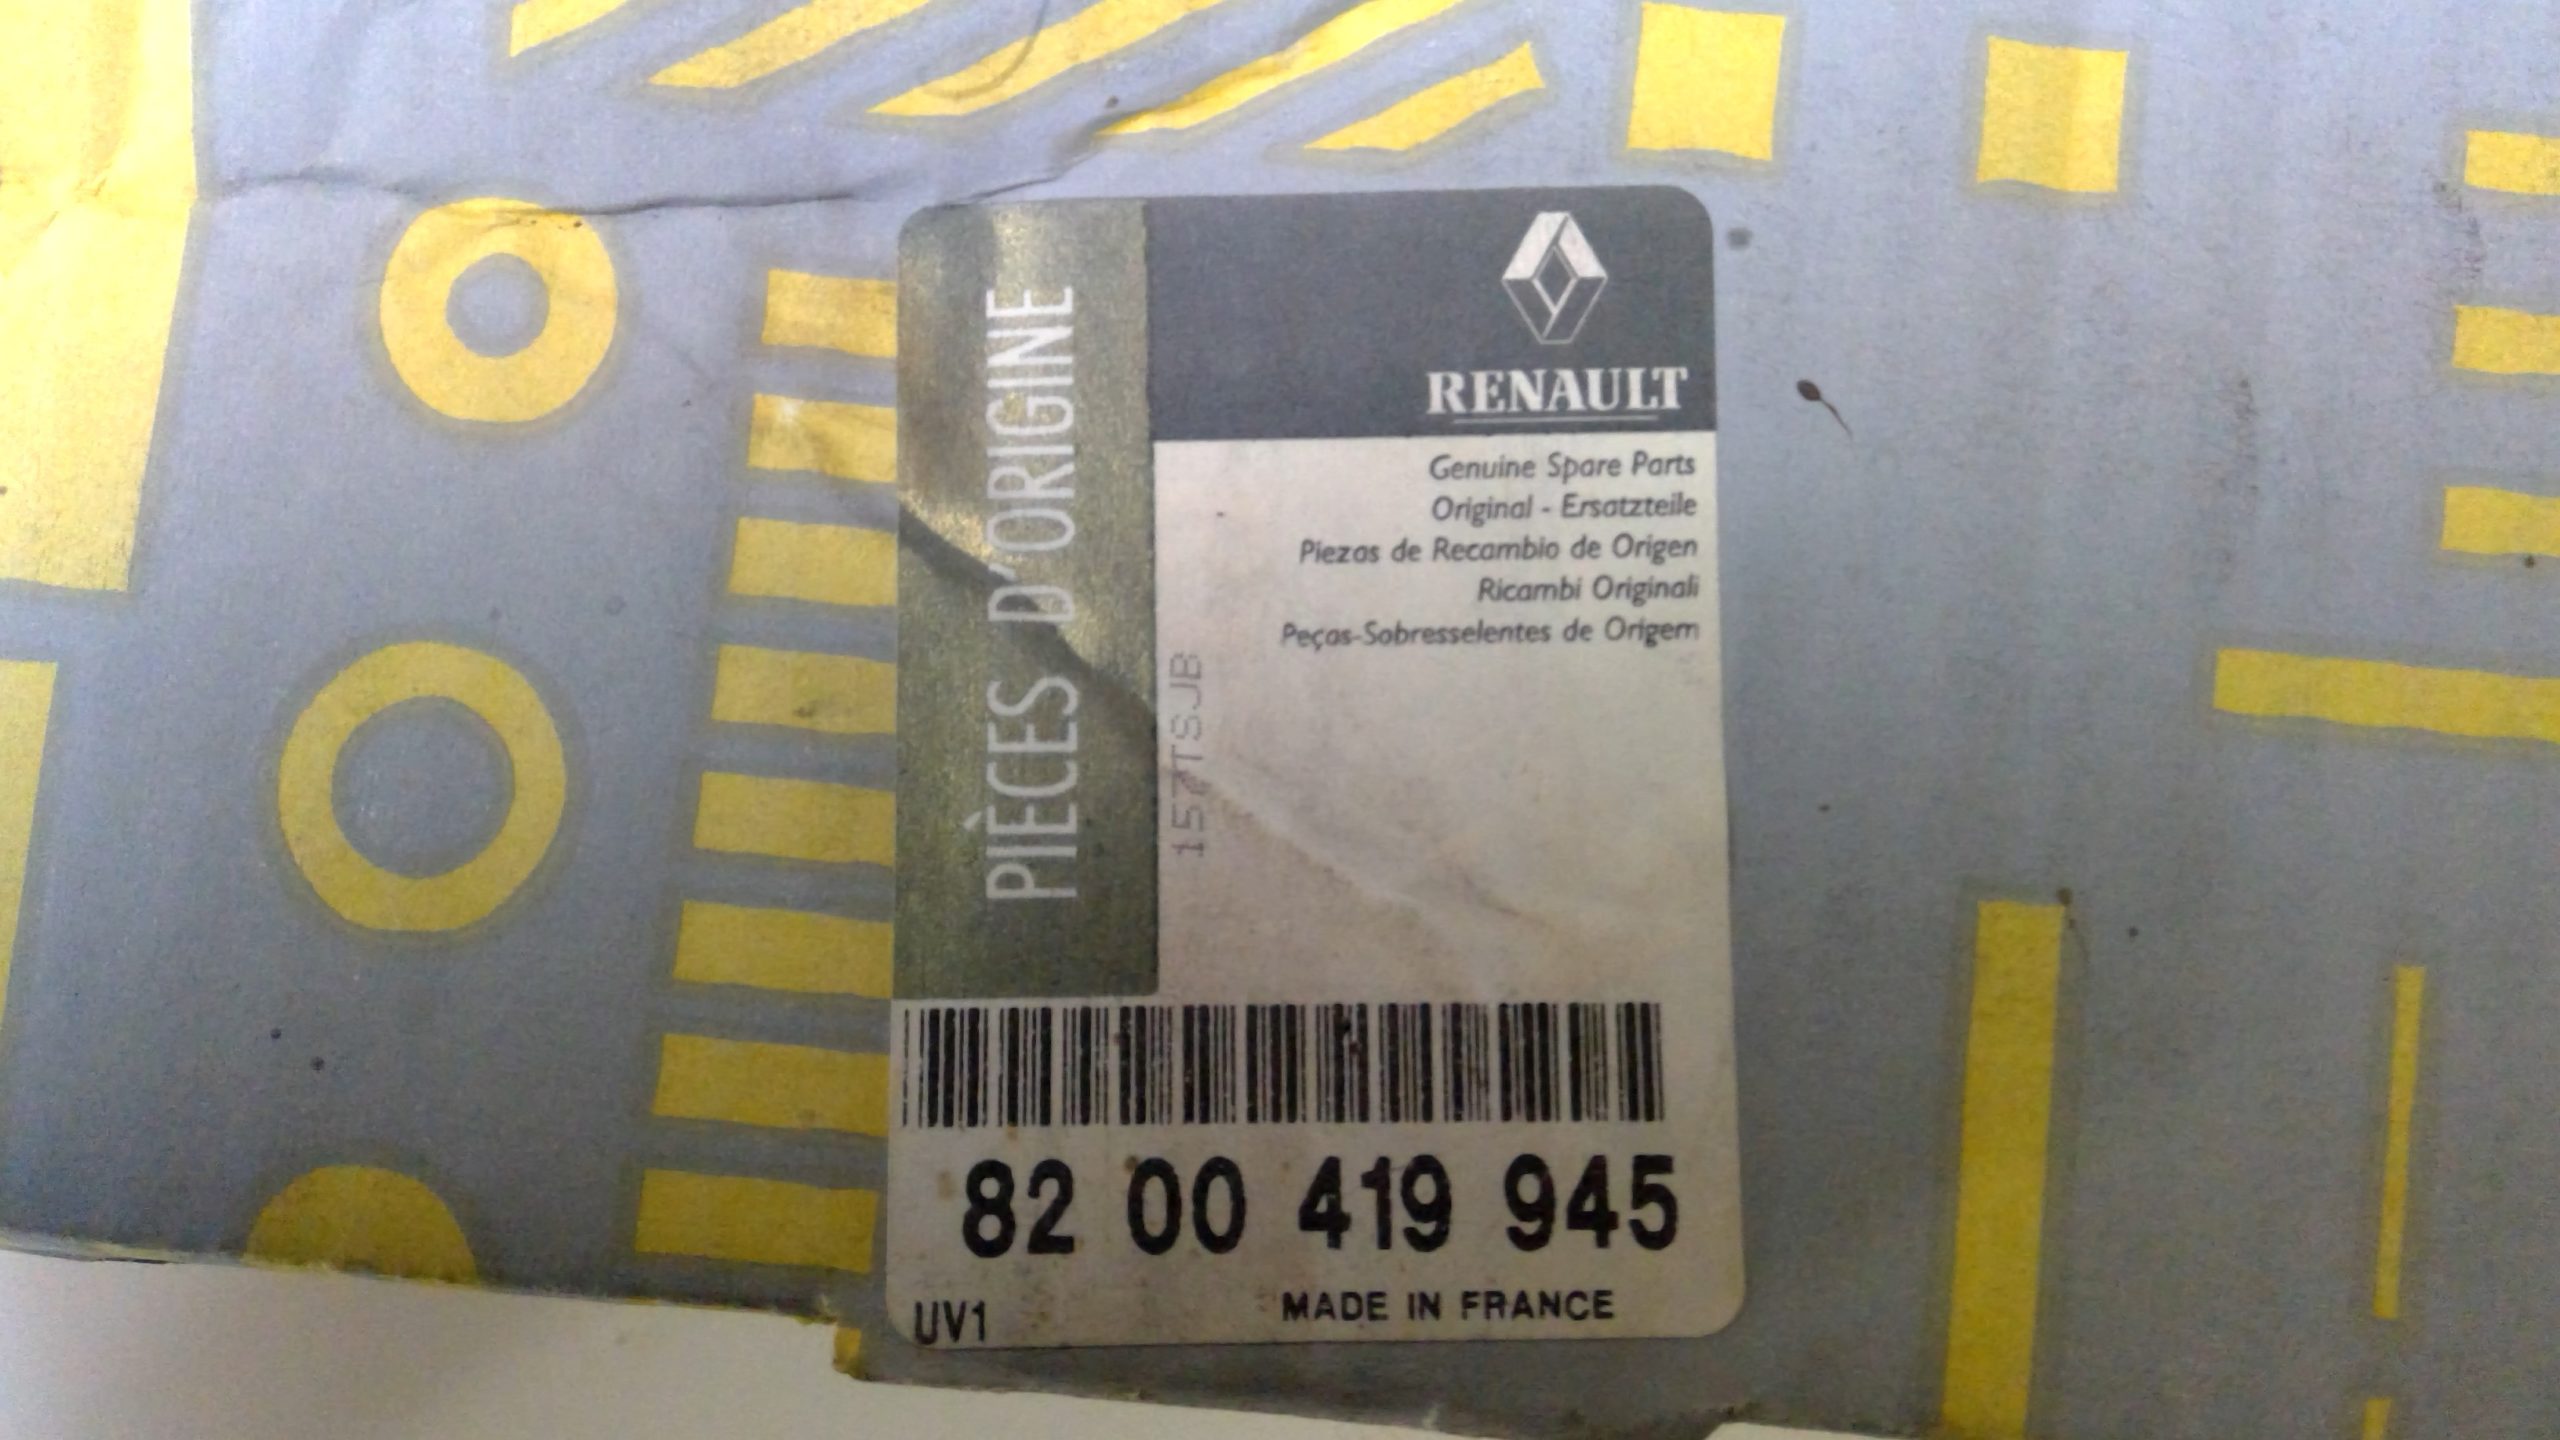 PIÈCES D'ORIGINE
RENAULT
Genuine Spare Parts
Original - Ersatzteile
Piezas de Recambio de Origen
Ricambi Originali
Peças-Sobresselentes de Origem
157TSJB
82 00 419 945
UV1
MADE IN FRANCE